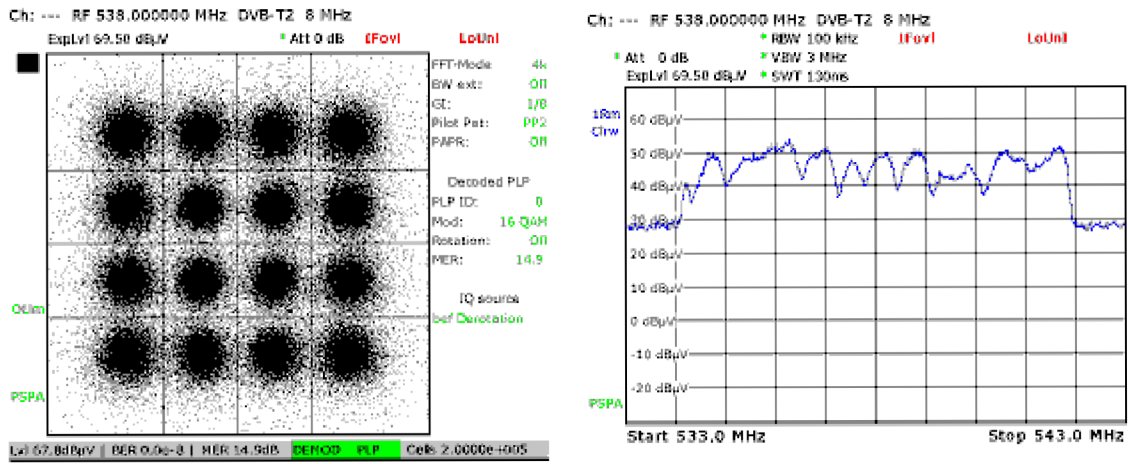 Ch: --- RF 538.000000 MHz DVB-T2 8 MHz
ExpLvl 69.50 dBµV * Att 0 dB [Fov] LoUnl
FFT-Mode 4k
BW ext: Off
GI: 1/8
Pilot Pat: PP2
PAPR: Off
Decoded PLP
PLP ID: 0
Mod: 16 QAM
Rotation: Off
MER: 14.9
IQ source
bef Derotation
PSPA
Lvl 67.8dBµV | BER 0.0e-8 | MER 14.9dB DEMOD PLP Cells 2.0000e+005
Ch: --- RF 538.000000 MHz DVB-T2 8 MHz
* RBW 100 kHz [Fov] LoUnl
* Att 0 dB * VBW 3 MHz
ExpLvl 69.50 dBµV * SWT 130ms
1Rm
Clrw
60 dBµV
50 dBµV
40 dBµV
30 dBµV
20 dBµV
10 dBµV
0 dBµV
-10 dBµV
-20 dBµV
PSPA
Start 533.0 MHz Stop 543.0 MHz